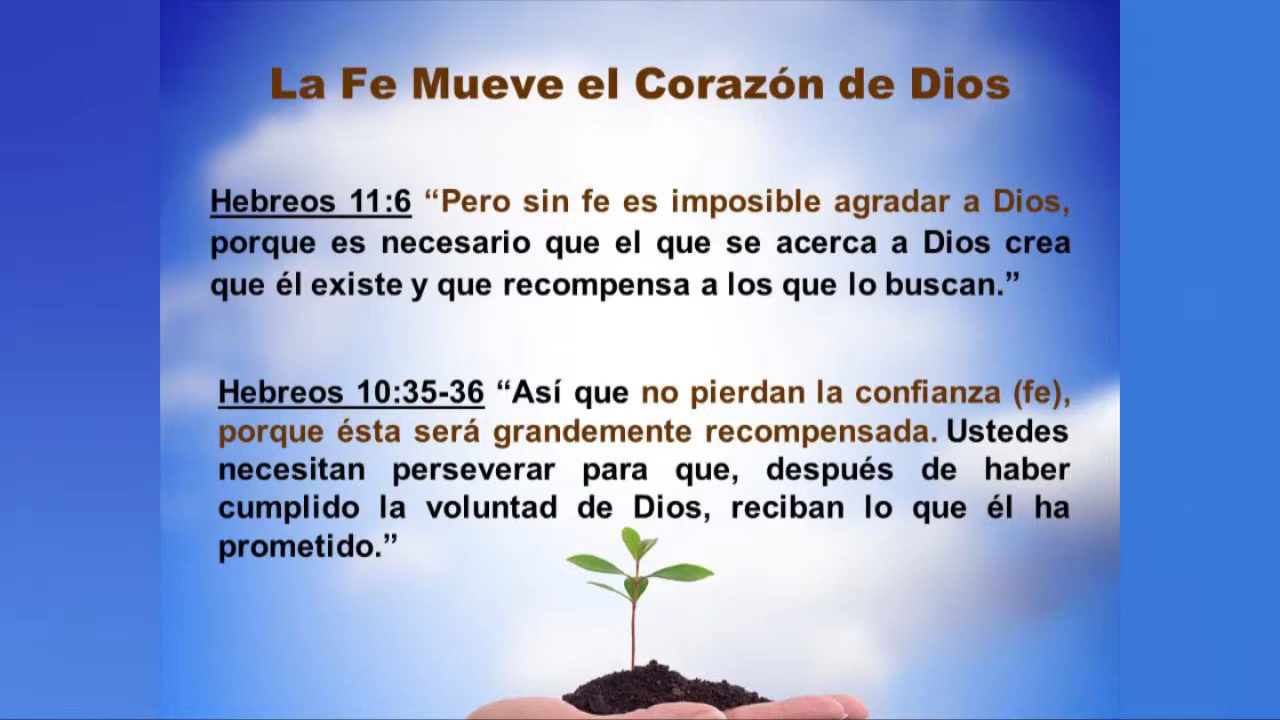 La Fe Mueve el Corazón de Dios
Hebreos 11:6 “Pero sin fe es imposible agradar a Dios,
porque es necesario que el que se acerca a Dios crea
que él existe y que recompensa a los que lo buscan.”
Hebreos 10:35-36 “Así que no pierdan la confianza (fe),
porque ésta será grandemente recompensada. Ustedes
necesitan perseverar para que, después de haber
cumplido la voluntad de Dios, reciban lo que él ha
prometido.”